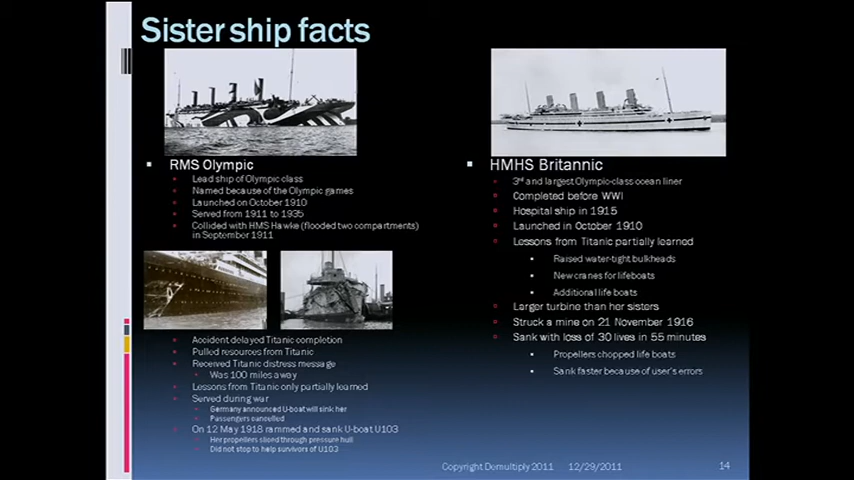 Sister ship facts
RMS Olympic
Lead ship of Olympic class
Named because of the Olympic games
Launched on October 1910
Served from 1911 to 1935
Collided with HMS Hawke (flooded two compartments)
in September 1911
Accident delayed Titanic completion
Pulled resources from Titanic
Received Titanic distress message
Was 100 miles away
Lessons from Titanic only partially learned
Served during war
Germany announced U-boat will sink her
Passengers cancelled
On 12 May 1918 rammed and sank U-boat U103
Her propellers sliced through pressure hull
Did not stop to help survivors of U103
HMHS Britannic
3rd and largest Olympic-class ocean liner
Completed before WWI
Hospital ship in 1915
Launched in October 1910
Lessons from Titanic partially learned
Raised water-tight bulkheads
New cranes for lifeboats
Additional life boats
Larger turbine than her sisters
Struck a mine on 21 November 1916
Sank with loss of 30 lives in 55 minutes
Propellers chopped life boats
Sank faster because of user's errors
Copyright Demultiply 2011 12/29/2011 14